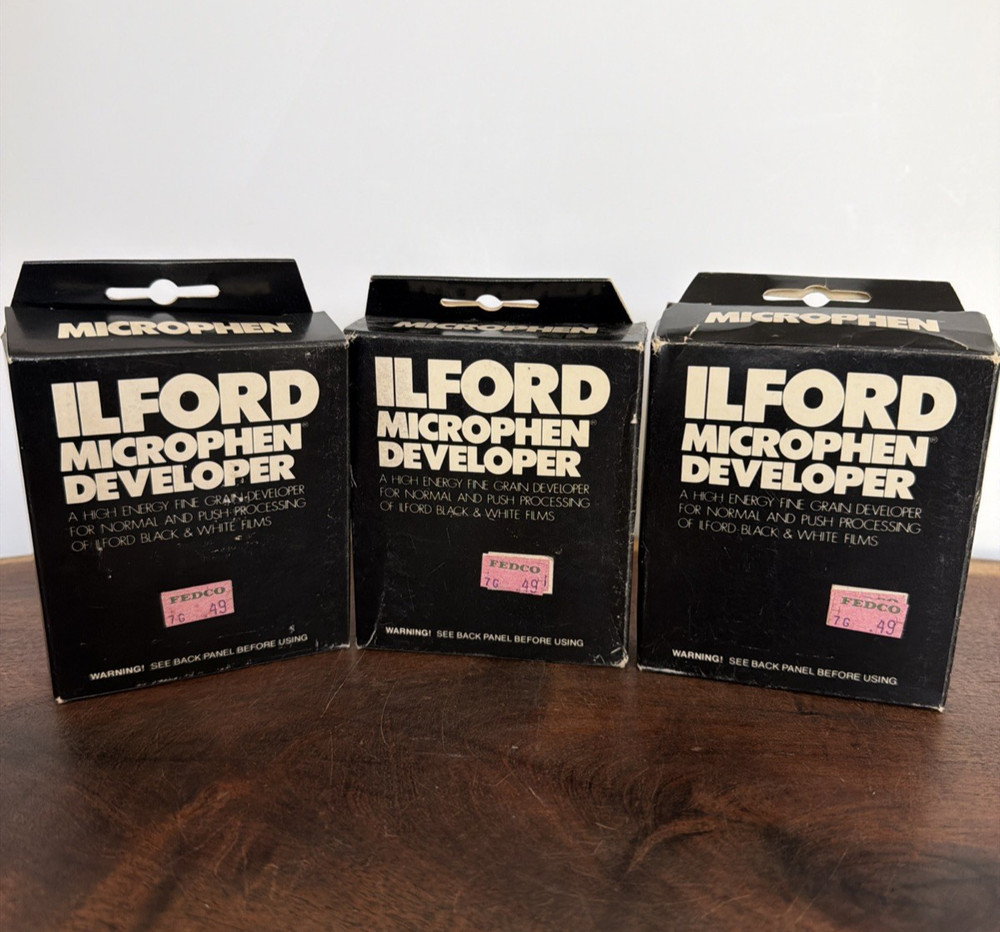 MICROPHEN
ILFORD
MICROPHEN
DEVELOPER
A HIGH ENERGY FINE GRAIN DEVELOPER
FOR NORMAL AND PUSH PROCESSING
OF ILFORD BLACK & WHITE FILMS
FEDCO
7G .49
WARNING! SEE BACK PANEL BEFORE USING
MICROPHEN
ILFORD
MICROPHEN
DEVELOPER
A HIGH ENERGY FINE GRAIN DEVELOPER
FOR NORMAL AND PUSH PROCESSING
OF ILFORD BLACK & WHITE FILMS
FEDCO
7G .49
WARNING! SEE BACK PANEL BEFORE USING
MICROPHEN
ILFORD
MICROPHEN
DEVELOPER
A HIGH ENERGY FINE GRAIN DEVELOPER
FOR NORMAL AND PUSH PROCESSING
OF ILFORD BLACK & WHITE FILMS
FEDCO
7G .49
WARNING! SEE BACK PANEL BEFORE USING